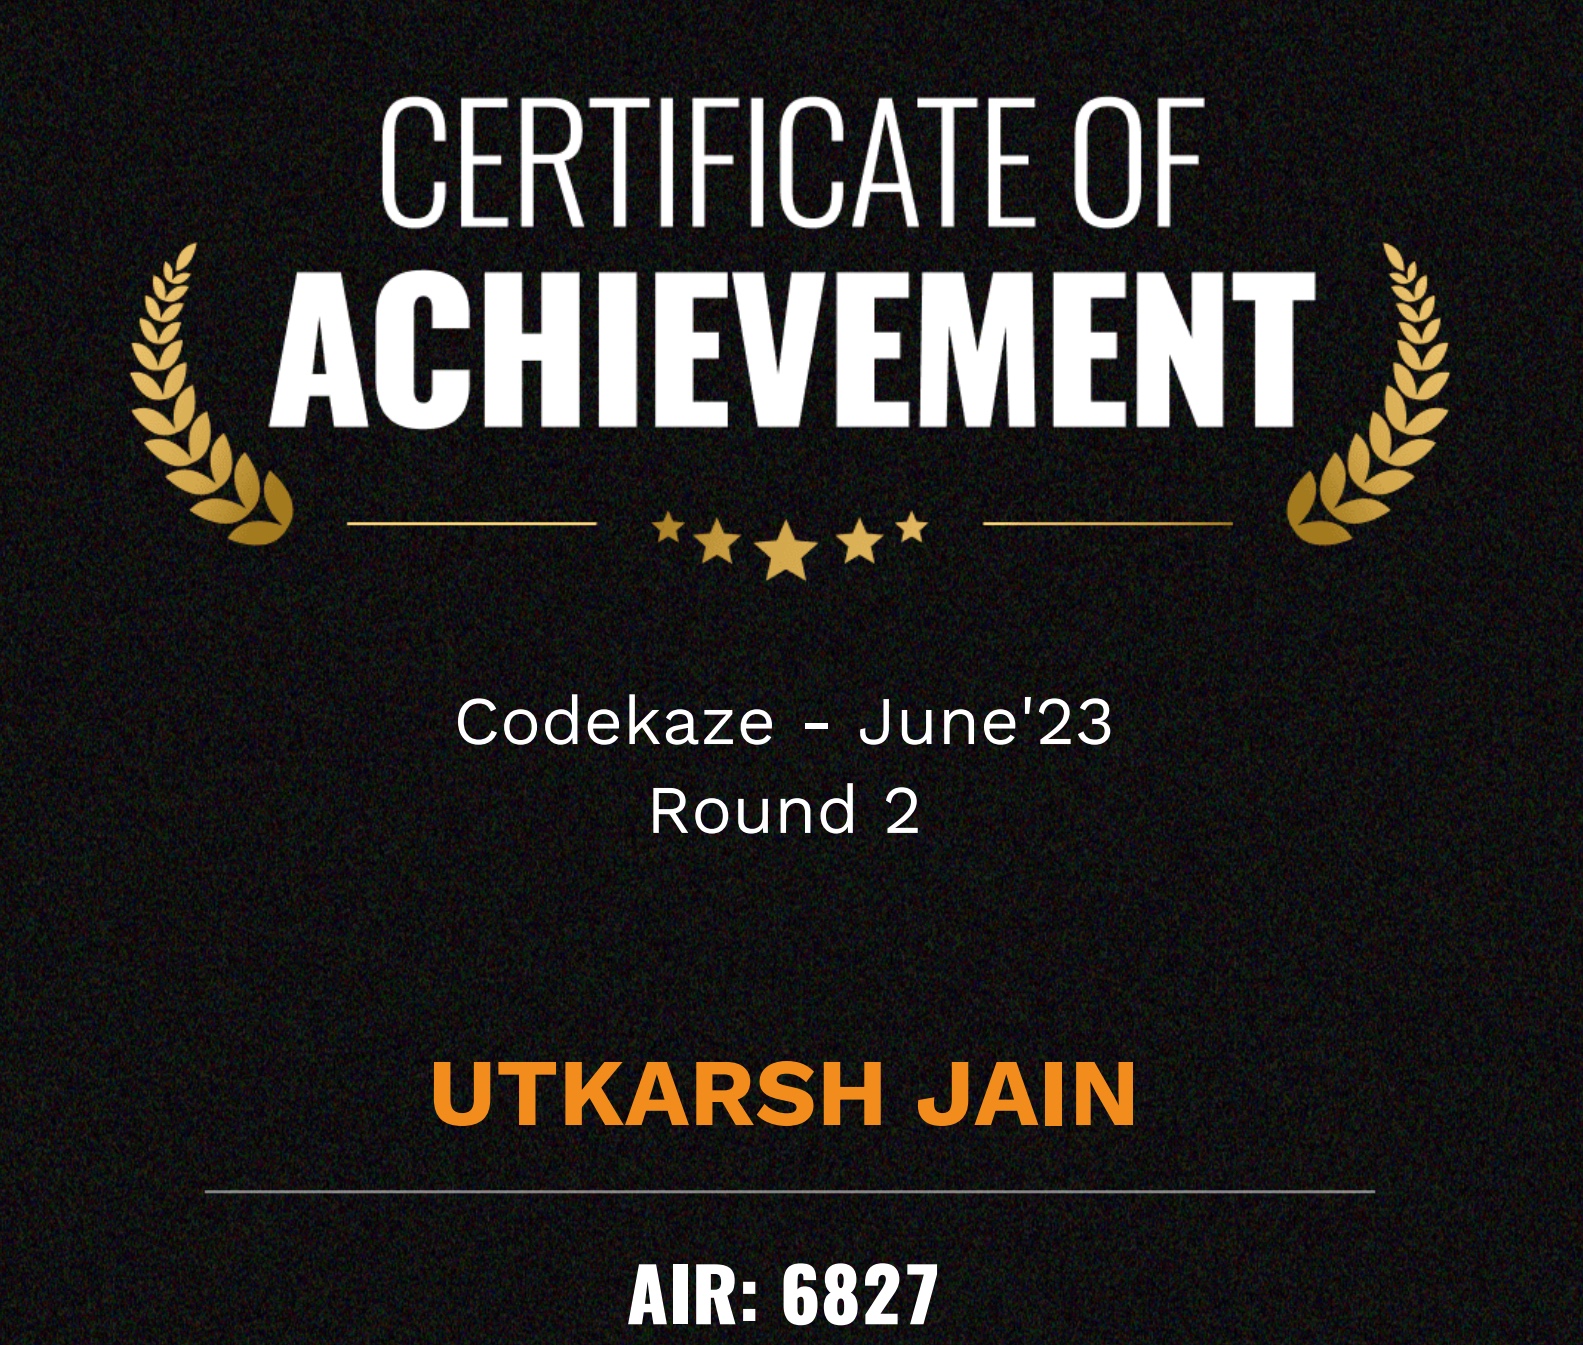 CERTIFICATE OF
ACHIEVEMENT
Codekaze - June'23
Round 2
UTKARSH JAIN
AIR: 6827